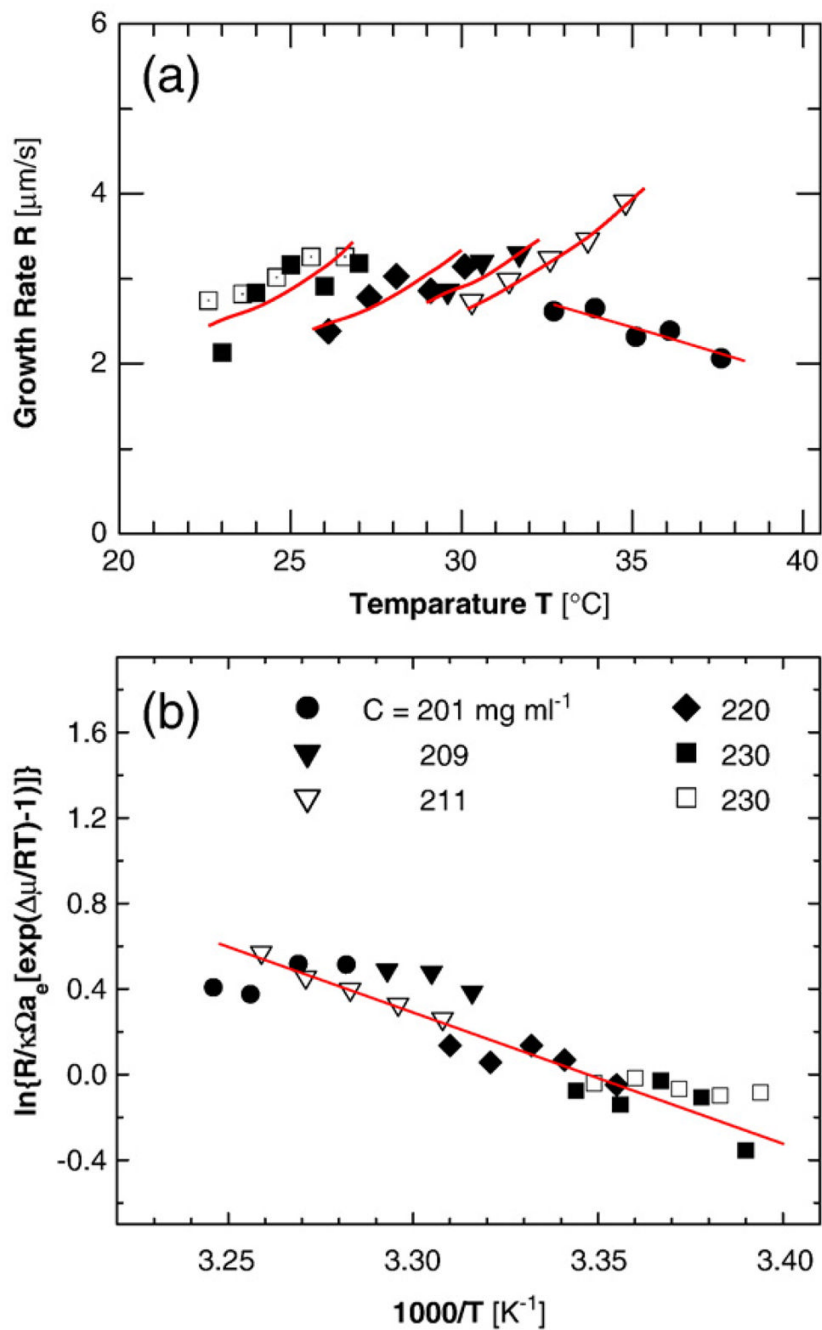 (a)
6
4
2
0
Growth Rate R [μm/s]
20 25 30 35 40
Temparature T [°C]
(b)
C = 201 mg ml⁻¹ 220
209 230
211 230
1.6
1.2
0.8
0.4
0.0
-0.4
ln{R/κΩaₑ[exp(Δμ/RT)-1)]}
3.25 3.30 3.35 3.40
1000/T [K⁻¹]